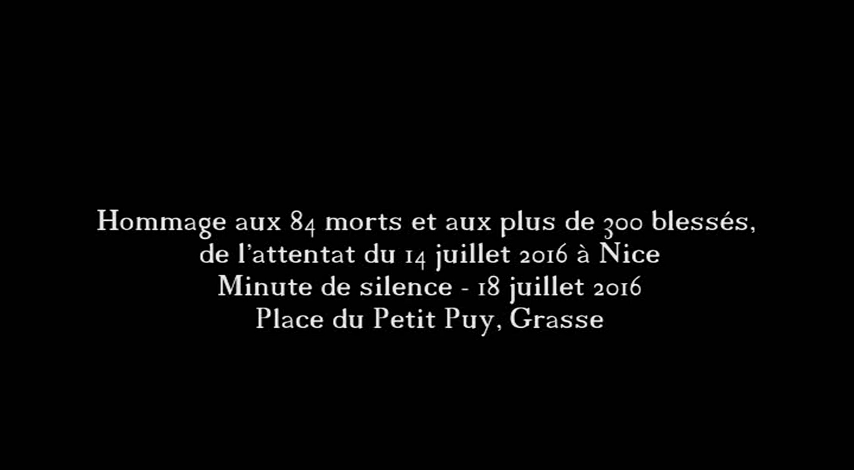 Hommage aux 84 morts et aux plus de 300 blessés,
de l'attentat du 14 juillet 2016 à Nice
Minute de silence - 18 juillet 2016
Place du Petit Puy, Grasse